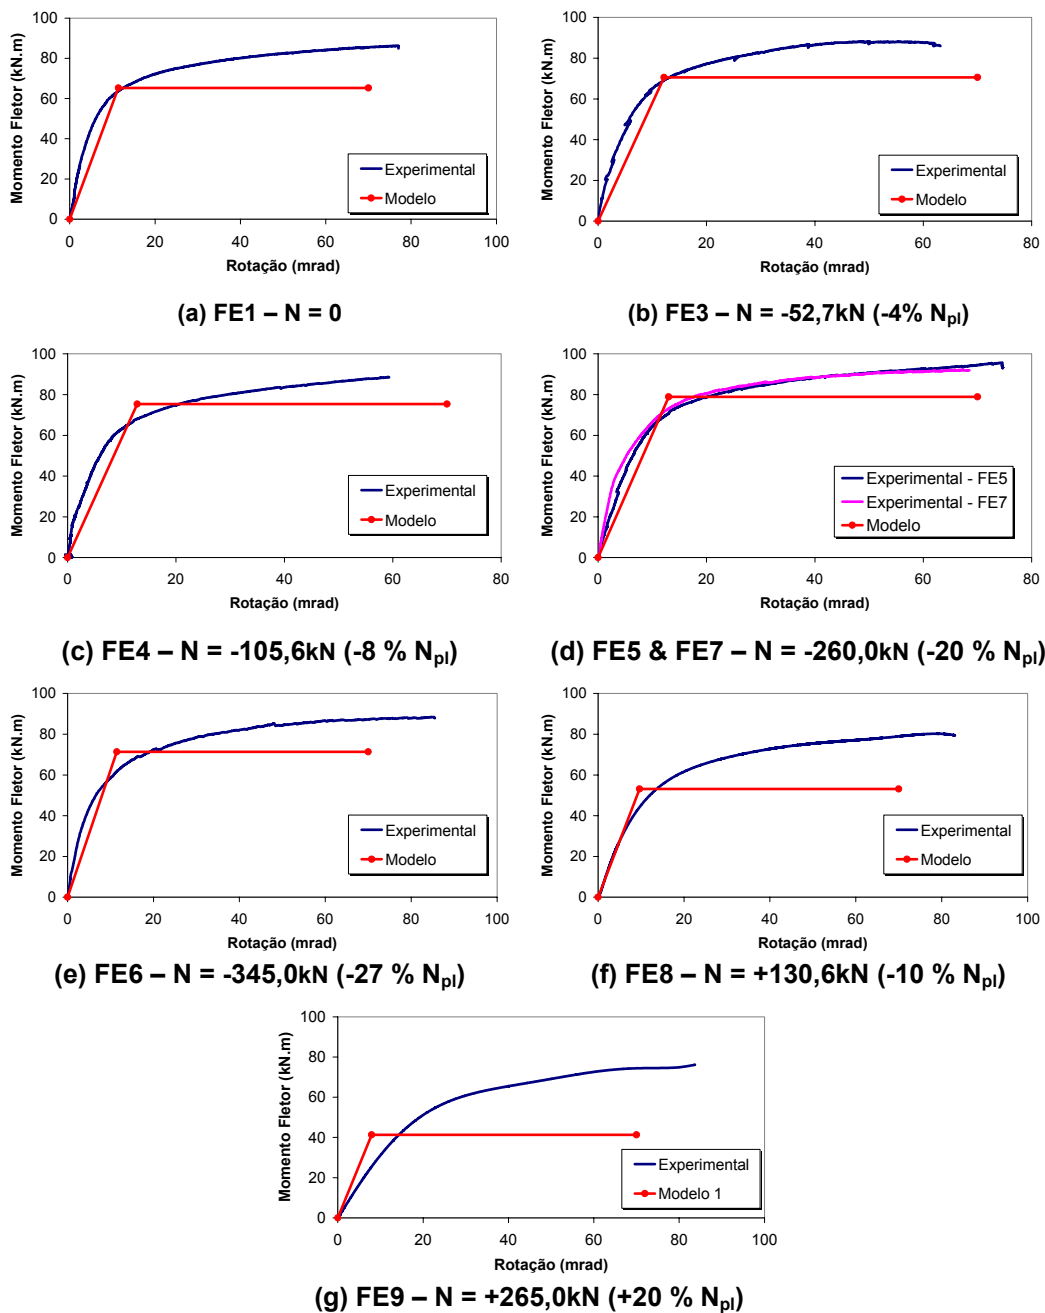 100
80
60
40
20
0
Momento Fletor (kN.m)
0 20 40 60 80 100
Rotação (mrad)
Experimental
Modelo
(a) FE1 – N = 0
100
80
60
40
20
0
Momento Fletor (kN.m)
0 20 40 60 80
Rotação (mrad)
Experimental
Modelo
(b) FE3 – N = -52,7kN (-4% Npl)
100
80
60
40
20
0
Momento Fletor (kN.m)
0 20 40 60 80
Rotação (mrad)
Experimental
Modelo
(c) FE4 – N = -105,6kN (-8 % Npl)
100
80
60
40
20
0
Momento Fletor (kN.m)
0 20 40 60 80
Rotação (mrad)
Experimental - FE5
Experimental - FE7
Modelo
(d) FE5 & FE7 – N = -260,0kN (-20 % Npl)
100
80
60
40
20
0
Momento Fletor (kN.m)
0 20 40 60 80 100
Rotação (mrad)
Experimental
Modelo
(e) FE6 – N = -345,0kN (-27 % Npl)
100
80
60
40
20
0
Momento Fletor (kN.m)
0 20 40 60 80 100
Rotação (mrad)
Experimental
Modelo
(f) FE8 – N = +130,6kN (-10 % Npl)
100
80
60
40
20
0
Momento Fletor (kN.m)
0 20 40 60 80 100
Rotação (mrad)
Experimental
Modelo 1
(g) FE9 – N = +265,0kN (+20 % Npl)